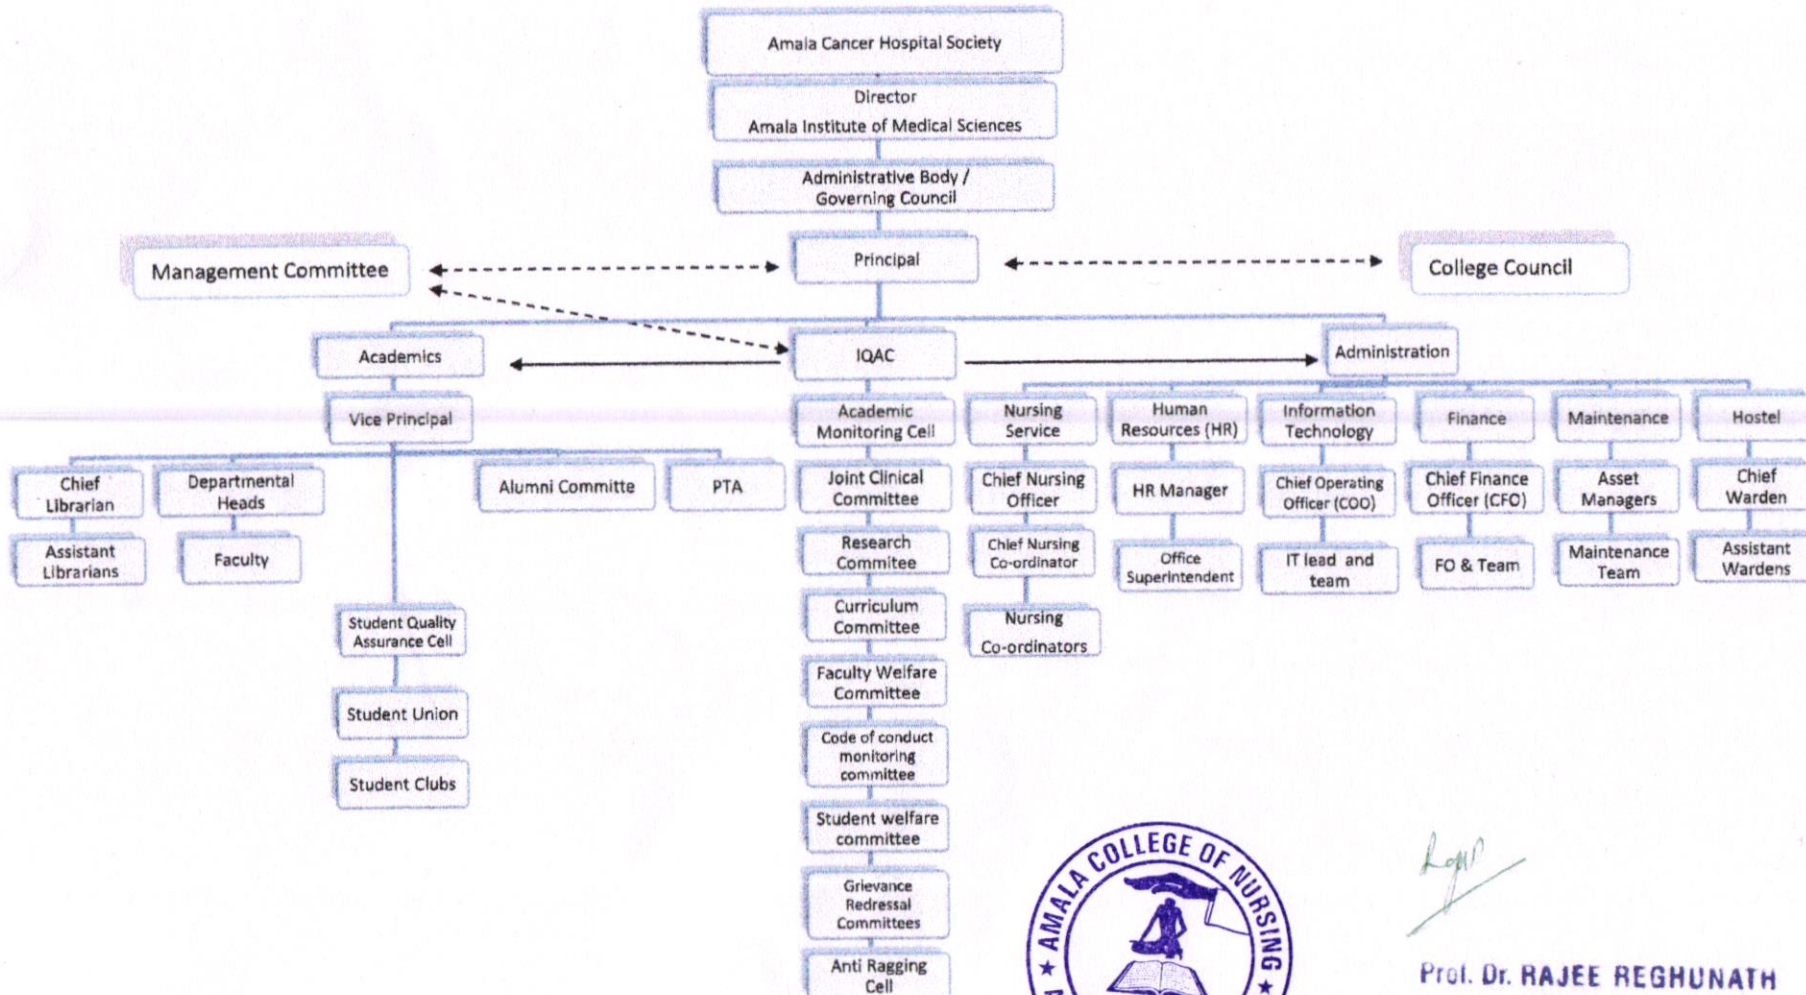 Amala Cancer Hospital Society
Director
Amala Institute of Medical Sciences
Administrative Body /
Governing Council
Management Committee
Principal
College Council
Academics
IQAC
Administration
Vice Principal
Academic
Monitoring Cell
Nursing
Service
Human
Resources (HR)
Information
Technology
Finance
Maintenance
Hostel
Chief
Librarian
Departmental
Heads
Alumni Committe
PTA
Joint Clinical
Committee
Chief Nursing
Officer
HR Manager
Chief Operating
Officer (COO)
Chief Finance
Officer (CFO)
Asset
Managers
Chief
Warden
Assistant
Librarians
Faculty
Research
Commitee
Chief Nursing
Co-ordinator
Office
Superintendent
IT lead and
team
FO & Team
Maintenance
Team
Assistant
Wardens
Student Quality
Assurance Cell
Curriculum
Committee
Nursing
Co-ordinators
Faculty Welfare
Committee
Student Union
Code of conduct
monitoring
committee
Student Clubs
Student welfare
committee
Grievance
Redressal
Committees
Anti Ragging
Cell
★ AMALA COLLEGE OF NURSING ★
Prof. Dr. RAJEE REGHUNATH